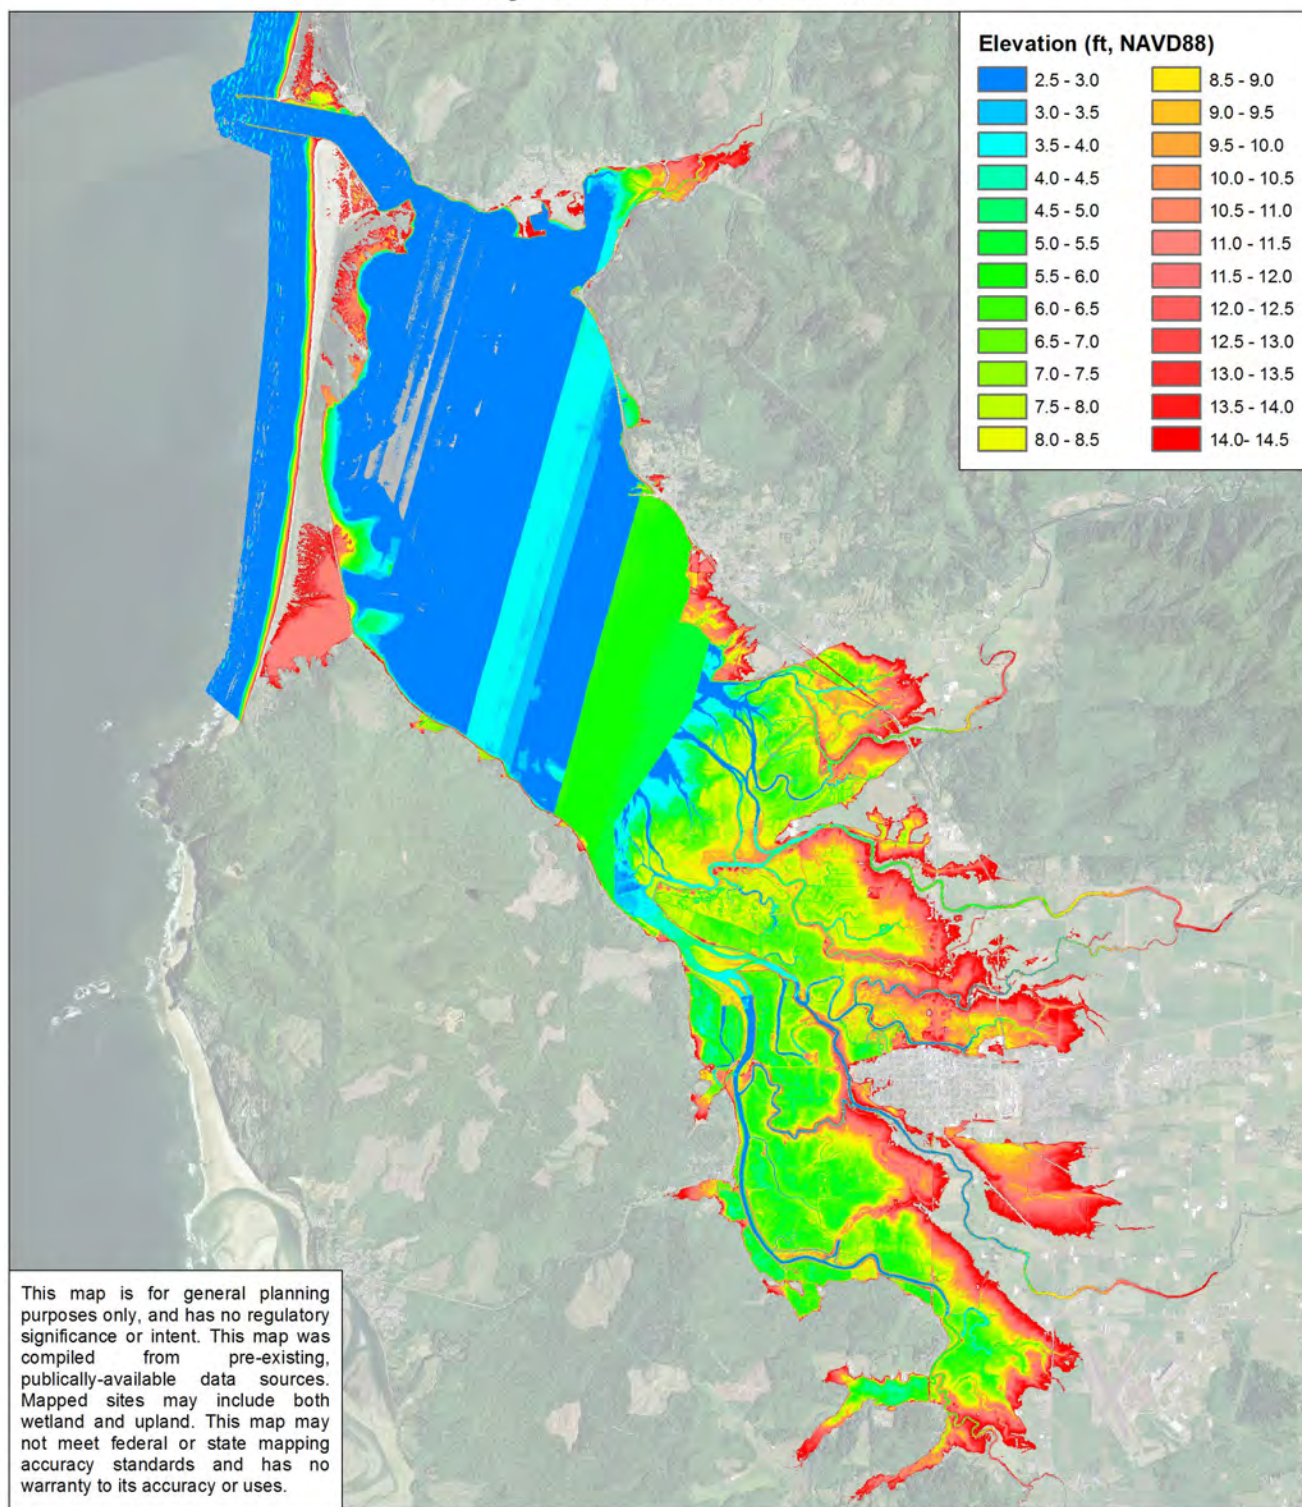 Elevation (ft, NAVD88)
2.5 - 3.0
3.0 - 3.5
3.5 - 4.0
4.0 - 4.5
4.5 - 5.0
5.0 - 5.5
5.5 - 6.0
6.0 - 6.5
6.5 - 7.0
7.0 - 7.5
7.5 - 8.0
8.0 - 8.5
8.5 - 9.0
9.0 - 9.5
9.5 - 10.0
10.0 - 10.5
10.5 - 11.0
11.0 - 11.5
11.5 - 12.0
12.0 - 12.5
12.5 - 13.0
13.0 - 13.5
13.5 - 14.0
14.0- 14.5
This map is for general planning
purposes only, and has no regulatory
significance or intent. This map was
compiled from pre-existing,
publically-available data sources.
Mapped sites may include both
wetland and upland. This map may
not meet federal or state mapping
accuracy standards and has no
warranty to its accuracy or uses.